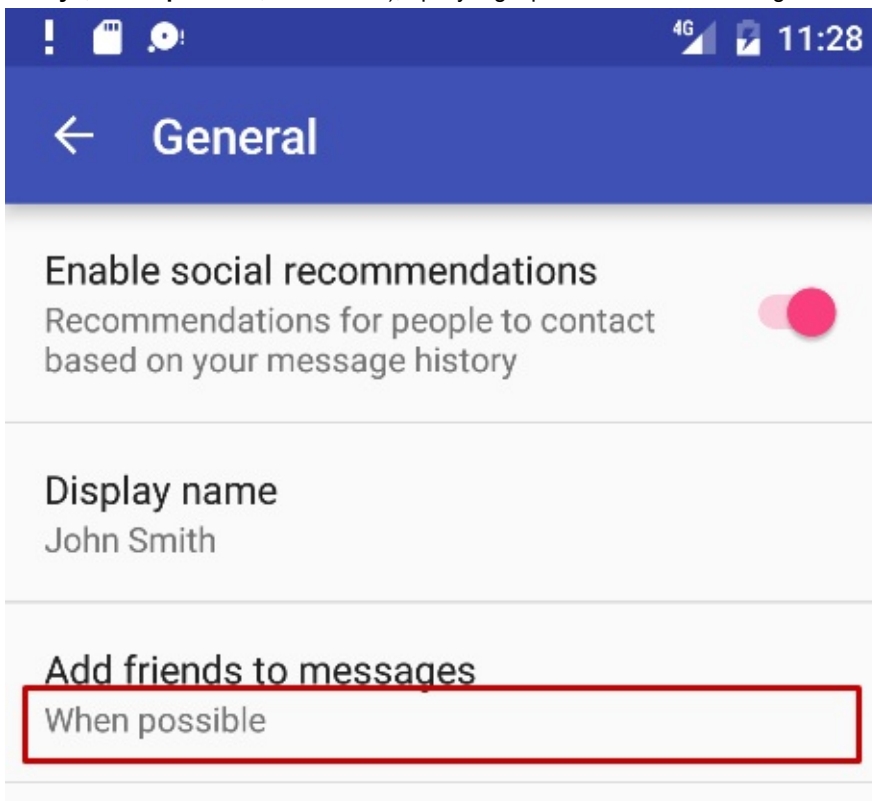 4G 11:28
General
Enable social recommendations
Recommendations for people to contact
based on your message history
Display name
John Smith
Add friends to messages
When possible